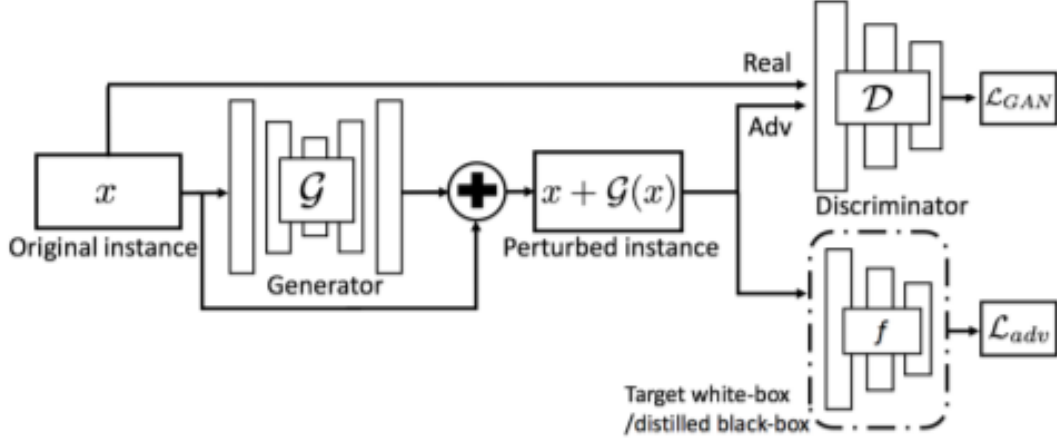 Real
𝒟
ℒ_GAN
Adv
x
𝒢
x + 𝒢(x)
Discriminator
Original instance
Perturbed instance
Generator
f
ℒ_adv
Target white-box
/distilled black-box